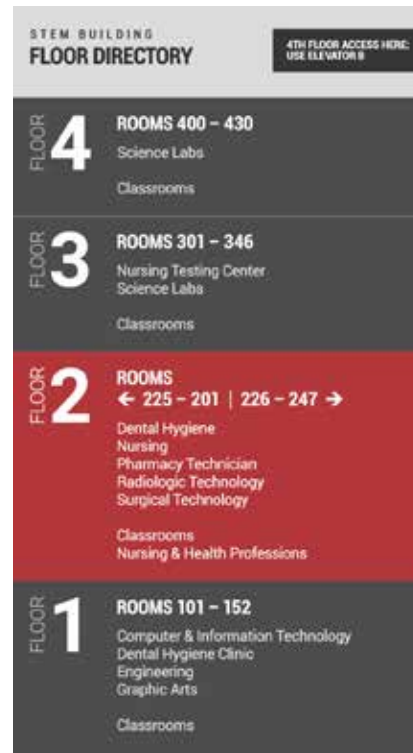 STEM BUILDING
FLOOR DIRECTORY
4TH FLOOR ACCESS HERE:
USE ELEVATOR B
FLOOR 4
ROOMS 400 – 430
Science Labs
Classrooms
FLOOR 3
ROOMS 301 – 346
Nursing Testing Center
Science Labs
Classrooms
FLOOR 2
ROOMS
← 225 – 201 | 226 – 247 →
Dental Hygiene
Nursing
Pharmacy Technician
Radiologic Technology
Surgical Technology
Classrooms
Nursing & Health Professions
FLOOR 1
ROOMS 101 – 152
Computer & Information Technology
Dental Hygiene Clinic
Engineering
Graphic Arts
Classrooms